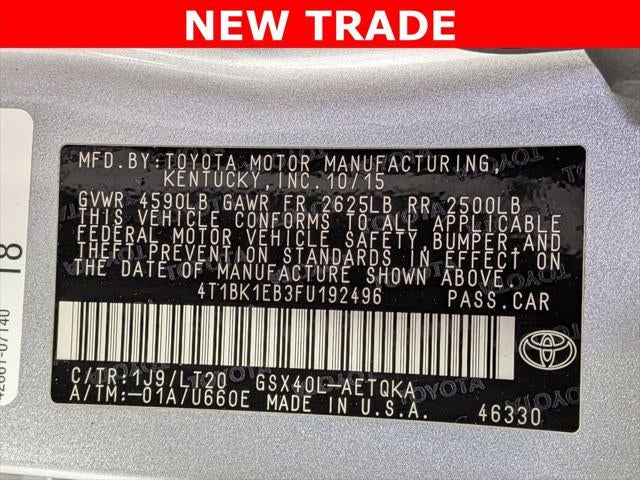 NEW TRADE
MFD.BY:TOYOTA MOTOR MANUFACTURING,
KENTUCKY,INC.10/15
GVWR 4590LB GAWR FR 2625LB RR 2500LB
THIS VEHICLE CONFORMS TO ALL APPLICABLE
FEDERAL MOTOR VEHICLE SAFETY, BUMPER, AND
THEFT PREVENTION STANDARDS IN EFFECT ON
THE DATE OF MANUFACTURE SHOWN ABOVE.
4T1BK1EB3FU192496 PASS.CAR
C/TR:1J9/LT20 GSX40L-AETQKA
A/TM:-01A/U660E MADE IN U.S.A. 46330
18